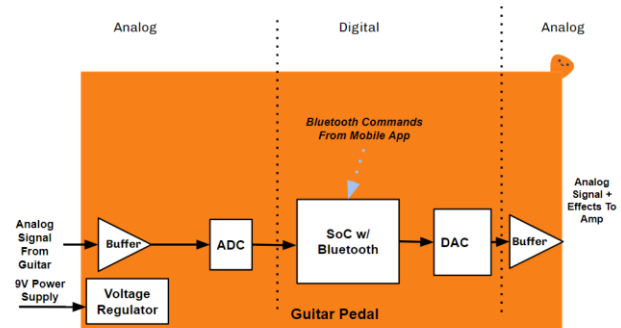 Analog
Digital
Analog
Bluetooth Commands
From Mobile App
Analog
Signal
From
Guitar
Buffer
ADC
SoC w/
Bluetooth
DAC
Buffer
Analog
Signal +
Effects To
Amp
9V Power
Supply
Voltage
Regulator
Guitar Pedal